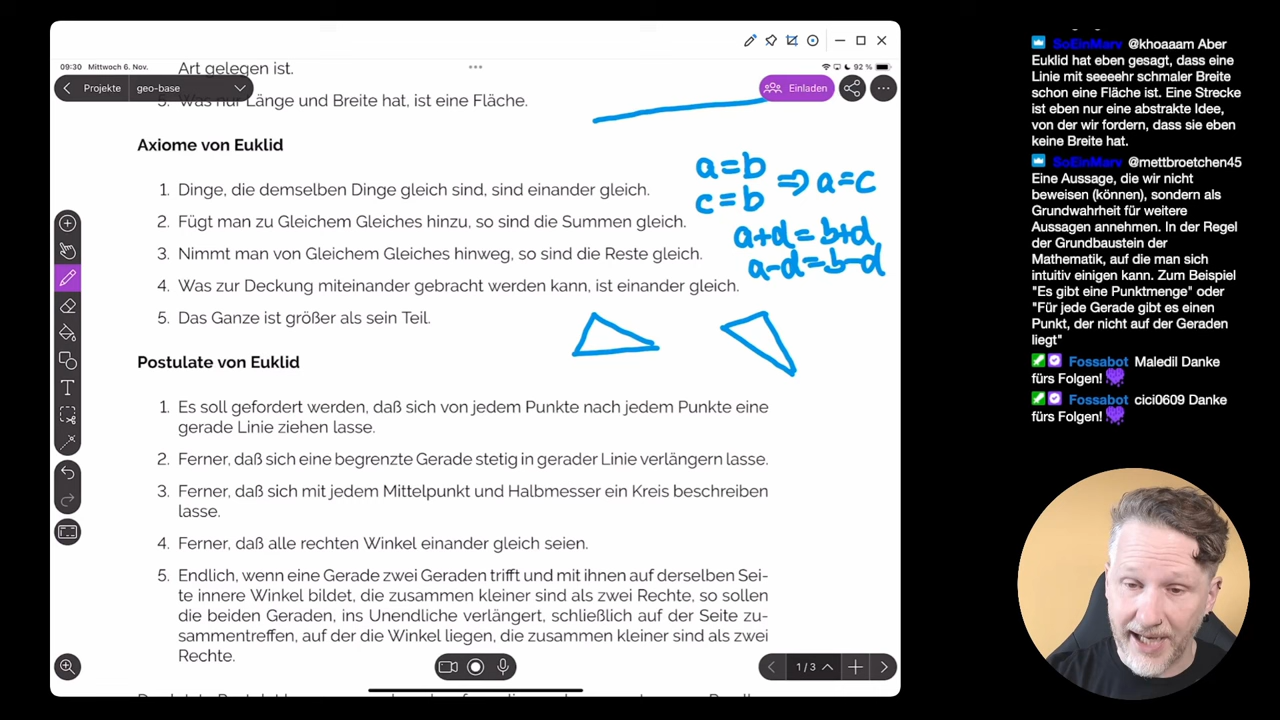 09:30 Mittwoch 6. Nov.
92 %
Art gelegen ist.
Projekte
geo-base
Einladen
5. Was nur Länge und Breite hat, ist eine Fläche.
Axiome von Euklid
1. Dinge, die demselben Dinge gleich sind, sind einander gleich.
2. Fügt man zu Gleichem Gleiches hinzu, so sind die Summen gleich.
3. Nimmt man von Gleichem Gleiches hinweg, so sind die Reste gleich.
4. Was zur Deckung miteinander gebracht werden kann, ist einander gleich.
5. Das Ganze ist größer als sein Teil.
a=b
c=b
⇒ a=c
a+d=b+d
a-d=b-d
Postulate von Euklid
1. Es soll gefordert werden, daß sich von jedem Punkte nach jedem Punkte eine
gerade Linie ziehen lasse.
2. Ferner, daß sich eine begrenzte Gerade stetig in gerader Linie verlängern lasse.
3. Ferner, daß sich mit jedem Mittelpunkt und Halbmesser ein Kreis beschreiben
lasse.
4. Ferner, daß alle rechten Winkel einander gleich seien.
5. Endlich, wenn eine Gerade zwei Geraden trifft und mit ihnen auf derselben Sei-
te innere Winkel bildet, die zusammen kleiner sind als zwei Rechte, so sollen
die beiden Geraden, ins Unendliche verlängert, schließlich auf der Seite zu-
sammentreffen, auf der die Winkel liegen, die zusammen kleiner sind als zwei
Rechte.
1/3
SoEinMarv @khoaaam Aber
Euklid hat eben gesagt, dass eine
Linie mit seeeehr schmaler Breite
schon eine Fläche ist. Eine Strecke
ist eben nur eine abstrakte Idee,
von der wir fordern, dass sie eben
keine Breite hat.
SoEinMarv @mettbroetchen45
Eine Aussage, die wir nicht
beweisen (können), sondern als
Grundwahrheit für weitere
Aussagen annehmen. In der Regel
der Grundbaustein der
Mathematik, auf die man sich
intuitiv einigen kann. Zum Beispiel
"Es gibt eine Punktmenge" oder
"Für jede Gerade gibt es einen
Punkt, der nicht auf der Geraden
liegt"
Fossabot Maledil Danke
fürs Folgen!
Fossabot cici0609 Danke
fürs Folgen!